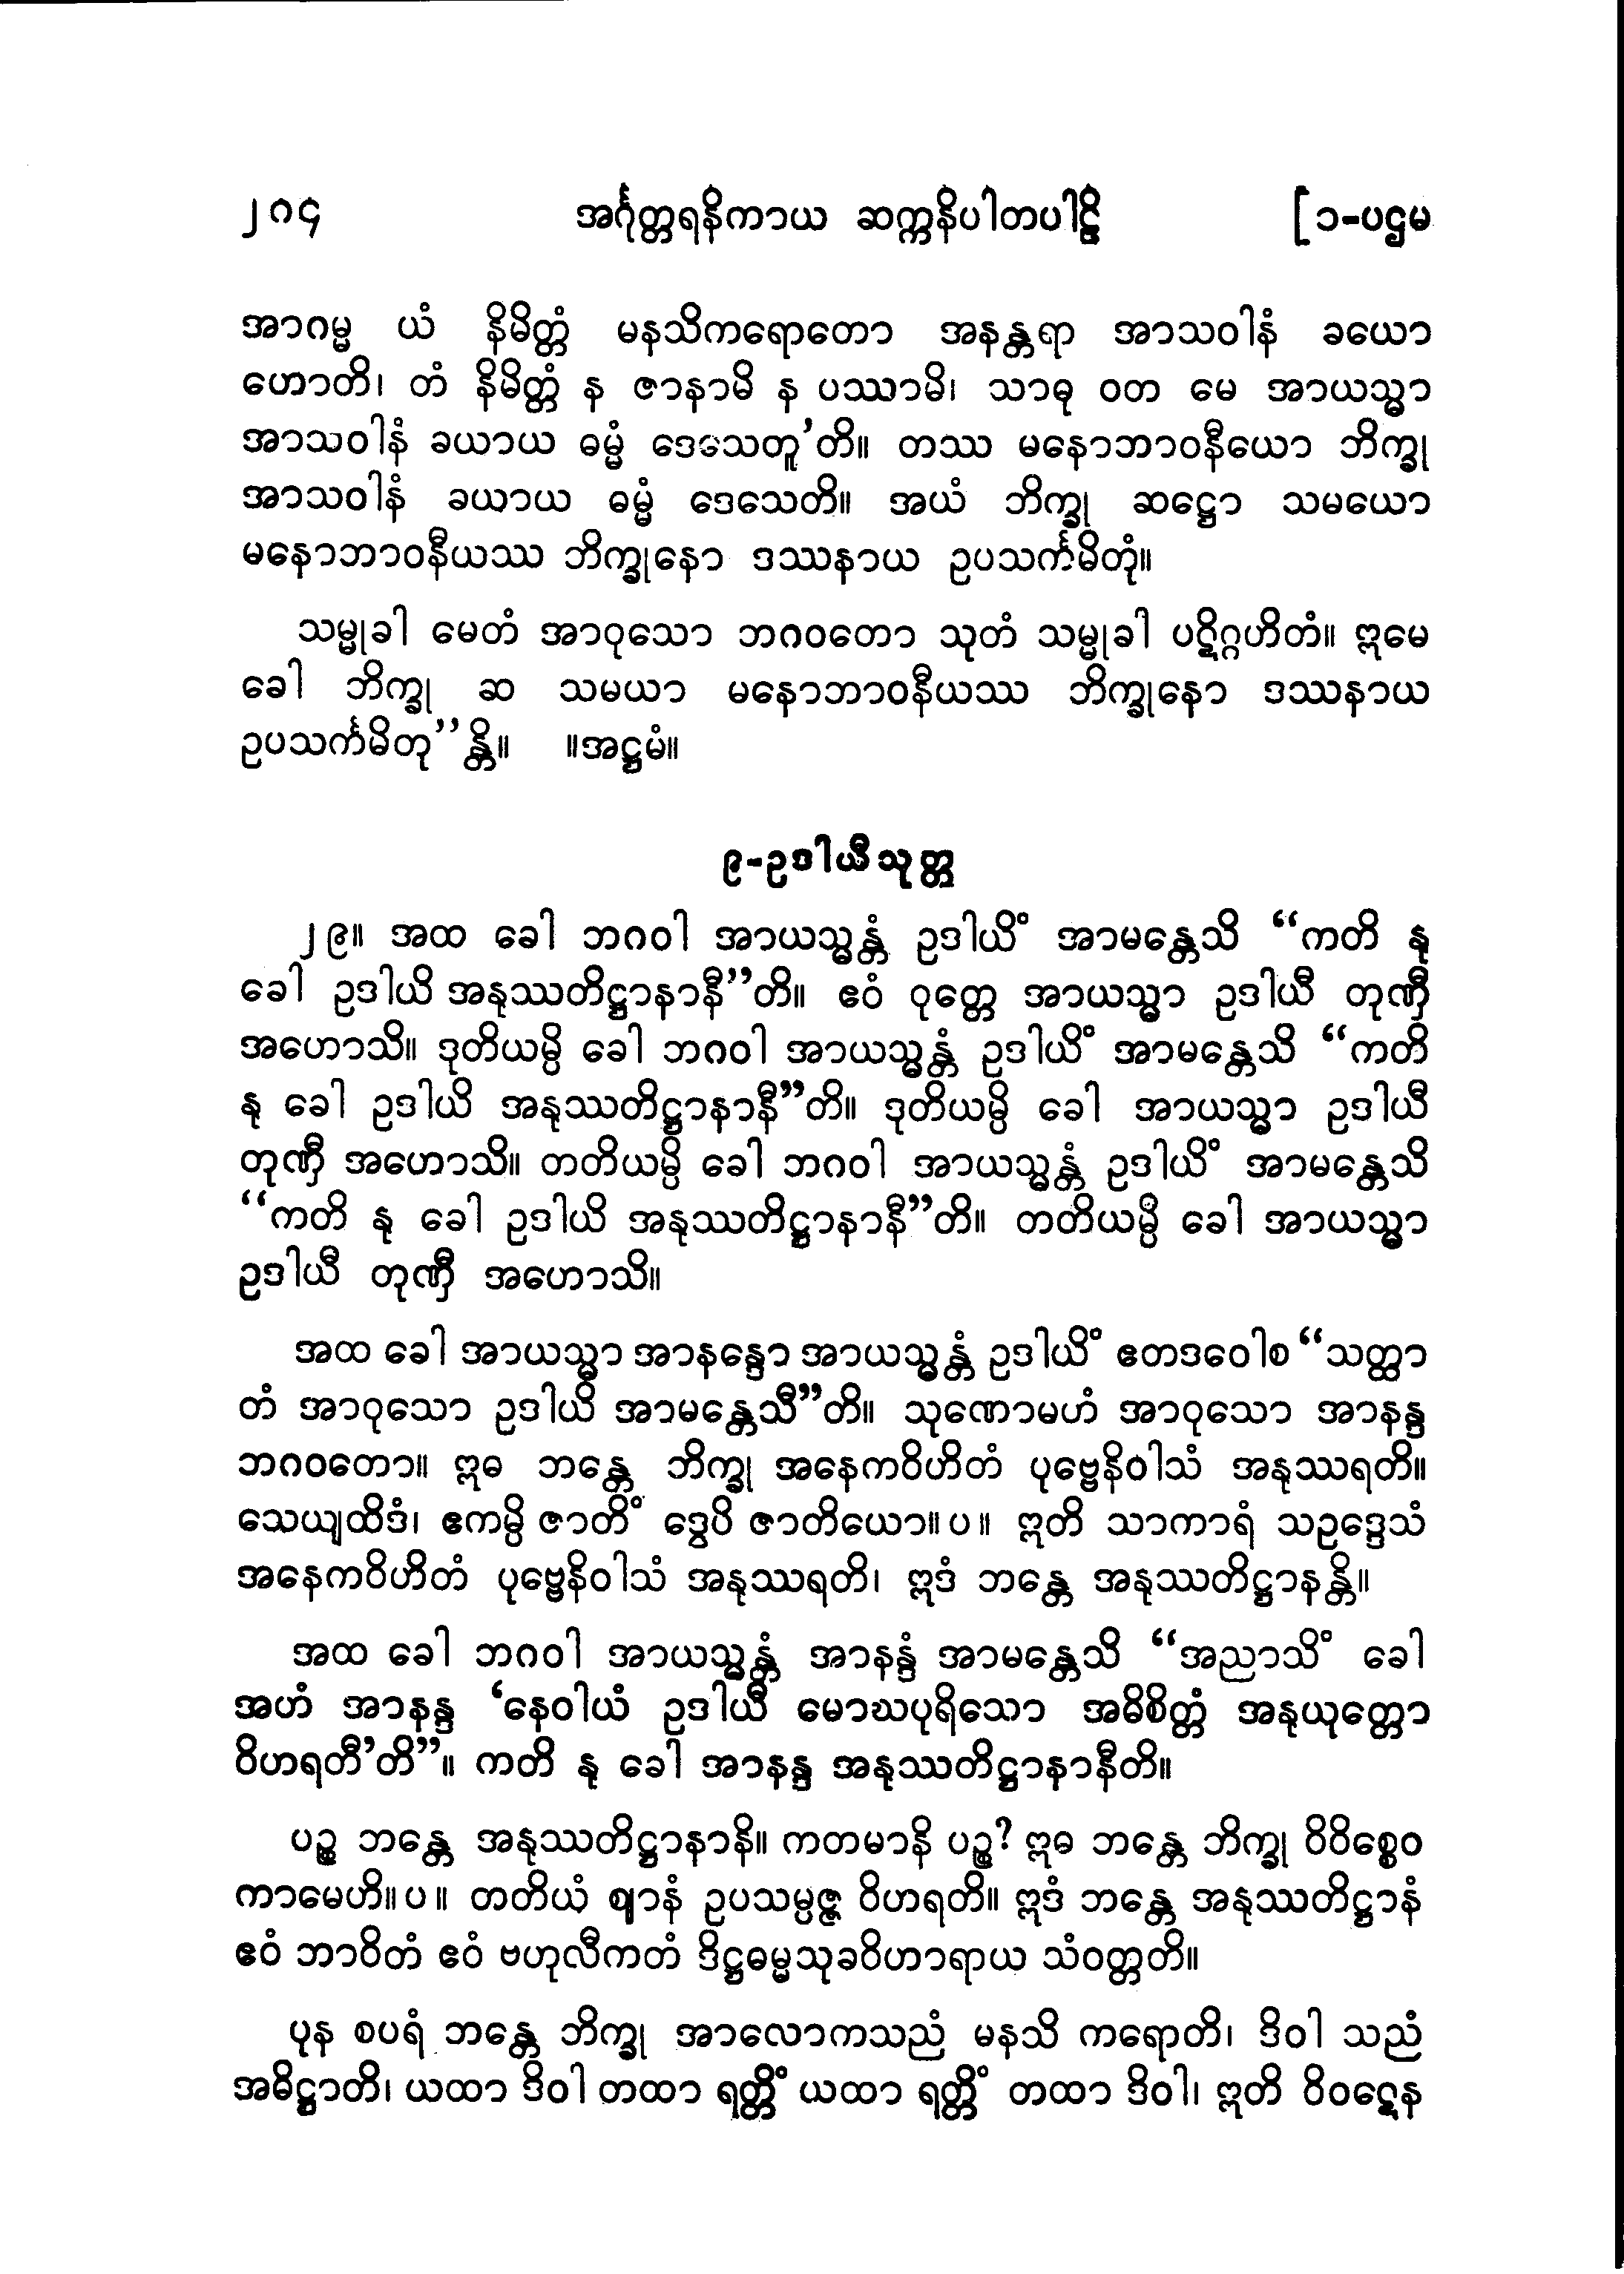 ၂၈၄ အင်္ဂုတ္တရနိကာယ ဆက္ကနိပါတပါဠိ [၁-ပဌမ
အာဂမ္မ ယံ နိမိတ္တံ မနသိကရောတော အနန္တရာ အာသဝါနံ ခယော
ဟောတိ၊ တံ နိမိတ္တံ န ဇာနာမိ န ပဿာမိ၊ သာဓု ဝတ မေ အာယသ္မာ
အာသဝါနံ ခယာယ ဓမ္မံ ဒေသေတူ’တိ။ တဿ မနောဘာဝနီယော ဘိက္ခု
အာသဝါနံ ခယာယ ဓမ္မံ ဒေသေတိ။ အယံ ဘိက္ခု ဆဋ္ဌော သမယော
မနောဘာဝနီယဿ ဘိက္ခုနော ဒဿနာယ ဥပသင်္ကမိတုံ။
သမ္မုခါ မေတံ အာဝုသော ဘဂဝတော သုတံ သမ္မုခါ ပဋိဂ္ဂဟိတံ။ ဣမေ
ခေါ ဘိက္ခု ဆ သမယာ မနောဘာဝနီယဿ ဘိက္ခုနော ဒဿနာယ
ဥပသင်္ကမိတု’’န္တိ။ ။အဋ္ဌမံ။
၉-ဥဒါယီသုတ္တ
၂၉။ အထ ခေါ ဘဂဝါ အာယသ္မန္တံ ဥဒါယိံ အာမန္တေသိ “ကတိ နု
ခေါ ဥဒါယိ အနုဿတိဋ္ဌာနာနီ”တိ။ ဧဝံ ဝုတ္တေ အာယသ္မာ ဥဒါယီ တုဏှီ
အဟောသိ။ ဒုတိယမ္ပိ ခေါ ဘဂဝါ အာယသ္မန္တံ ဥဒါယိံ အာမန္တေသိ “ကတိ
နု ခေါ ဥဒါယိ အနုဿတိဋ္ဌာနာနီ”တိ။ ဒုတိယမ္ပိ ခေါ အာယသ္မာ ဥဒါယီ
တုဏှီ အဟောသိ။ တတိယမ္ပိ ခေါ ဘဂဝါ အာယသ္မန္တံ ဥဒါယိံ အာမန္တေသိ
“ကတိ နု ခေါ ဥဒါယိ အနုဿတိဋ္ဌာနာနီ”တိ။ တတိယမ္ပိ ခေါ အာယသ္မာ
ဥဒါယီ တုဏှီ အဟောသိ။
အထ ခေါ အာယသ္မာ အာနန္ဒော အာယသ္မန္တံ ဥဒါယိံ ဧတဒဝေါစ “သတ္ထာ
တံ အာဝုသော ဥဒါယိ အာမန္တေသီ”တိ။ သုဏောမဟံ အာဝုသော အာနန္ဒ
ဘဂဝတော။ ဣဓ ဘန္တေ ဘိက္ခု အနေကဝိဟိတံ ပုဗ္ဗေနိဝါသံ အနုဿရတိ။
သေယျထိဒံ၊ ဧကမ္ပိ ဇာတိံ ဒွေပိ ဇာတိယော။ပ။ ဣတိ သာကာရံ သဥဒ္ဒေသံ
အနေကဝိဟိတံ ပုဗ္ဗေနိဝါသံ အနုဿရတိ၊ ဣဒံ ဘန္တေ အနုဿတိဋ္ဌာနန္တိ။
အထ ခေါ ဘဂဝါ အာယသ္မန္တံ အာနန္ဒံ အာမန္တေသိ “အညာသိံ ခေါ
အဟံ အာနန္ဒ ‘နေဝါယံ ဥဒါယီ မောဃပုရိသော အဓိစိတ္တံ အနုယုတ္တော
ဝိဟရတီ’တိ”။ ကတိ နု ခေါ အာနန္ဒ အနုဿတိဋ္ဌာနာနီတိ။
ပဉ္စ ဘန္တေ အနုဿတိဋ္ဌာနာနိ။ ကတမာနိ ပဉ္စ? ဣဓ ဘန္တေ ဘိက္ခု ဝိဝိစ္စေဝ
ကာမေဟိ။ပ။ တတိယံ ဈာနံ ဥပသမ္ပဇ္ဇ ဝိဟရတိ။ ဣဒံ ဘန္တေ အနုဿတိဋ္ဌာနံ
ဧဝံ ဘာဝိတံ ဧဝံ ဗဟုလီကတံ ဒိဋ္ဌဓမ္မသုခဝိဟာရာယ သံဝတ္တတိ။
ပုန စပရံ ဘန္တေ ဘိက္ခု အာလောကသညံ မနသိ ကရောတိ၊ ဒိဝါ သညံ
အဓိဋ္ဌာတိ၊ ယထာ ဒိဝါ တထာ ရတ္တိံ ယထာ ရတ္တိံ တထာ ဒိဝါ၊ ဣတိ ဝိဝဋေန